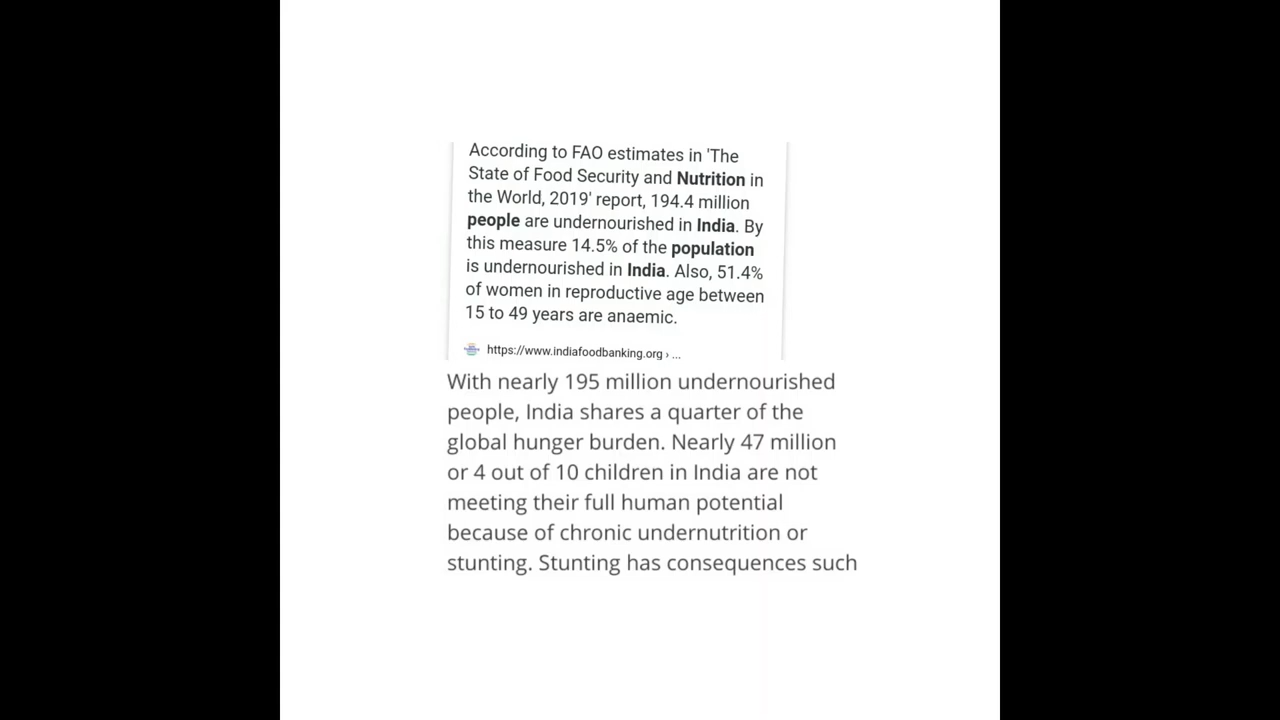 According to FAO estimates in 'The
State of Food Security and Nutrition in
the World, 2019' report, 194.4 million
people are undernourished in India. By
this measure 14.5% of the population
is undernourished in India. Also, 51.4%
of women in reproductive age between
15 to 49 years are anaemic.
https://www.indiafoodbanking.org › ...
With nearly 195 million undernourished
people, India shares a quarter of the
global hunger burden. Nearly 47 million
or 4 out of 10 children in India are not
meeting their full human potential
because of chronic undernutrition or
stunting. Stunting has consequences such